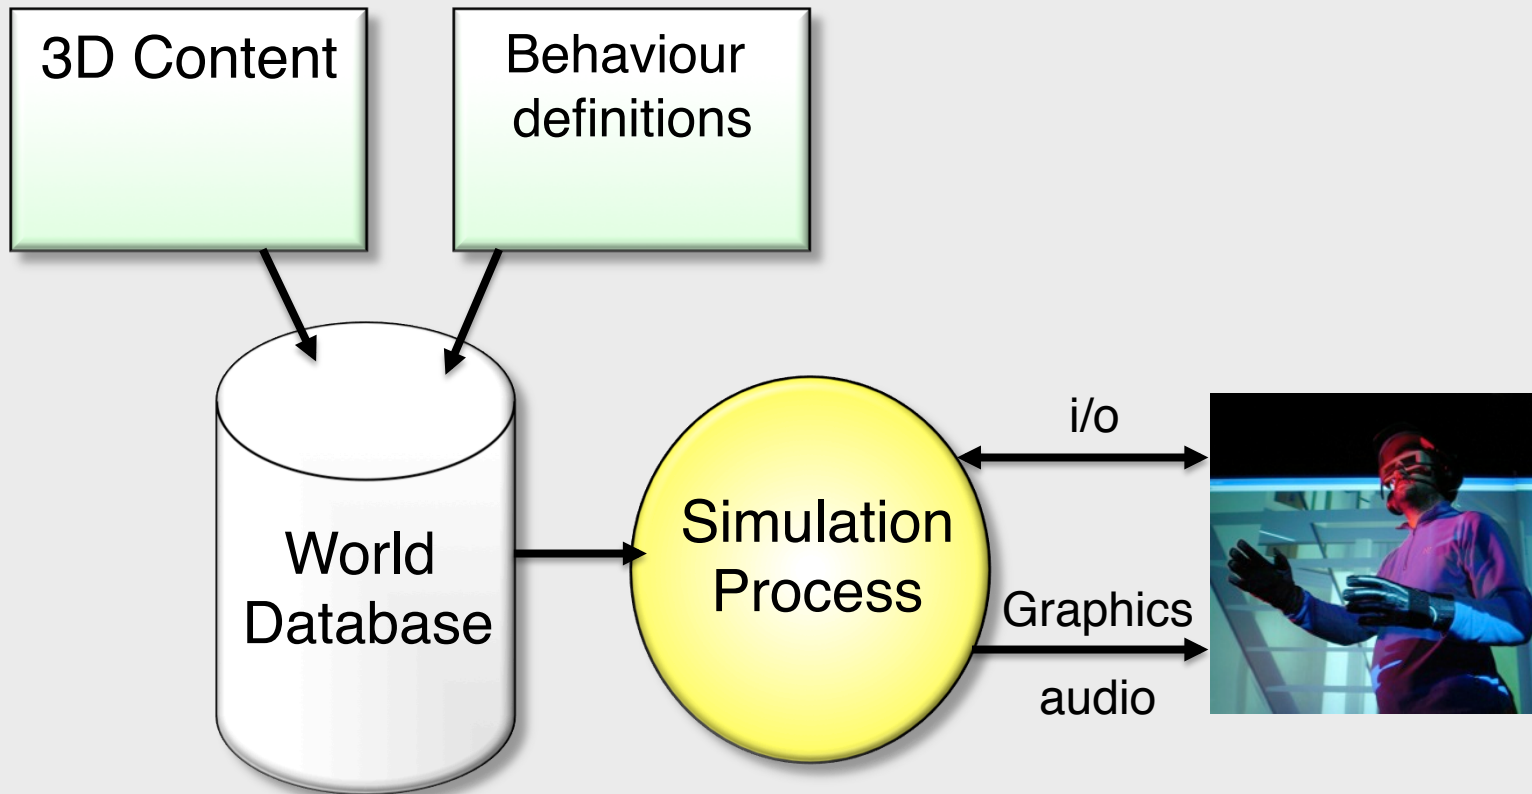 3D Content
Behaviour
definitions
World
Database
Simulation
Process
i/o
Graphics
audio